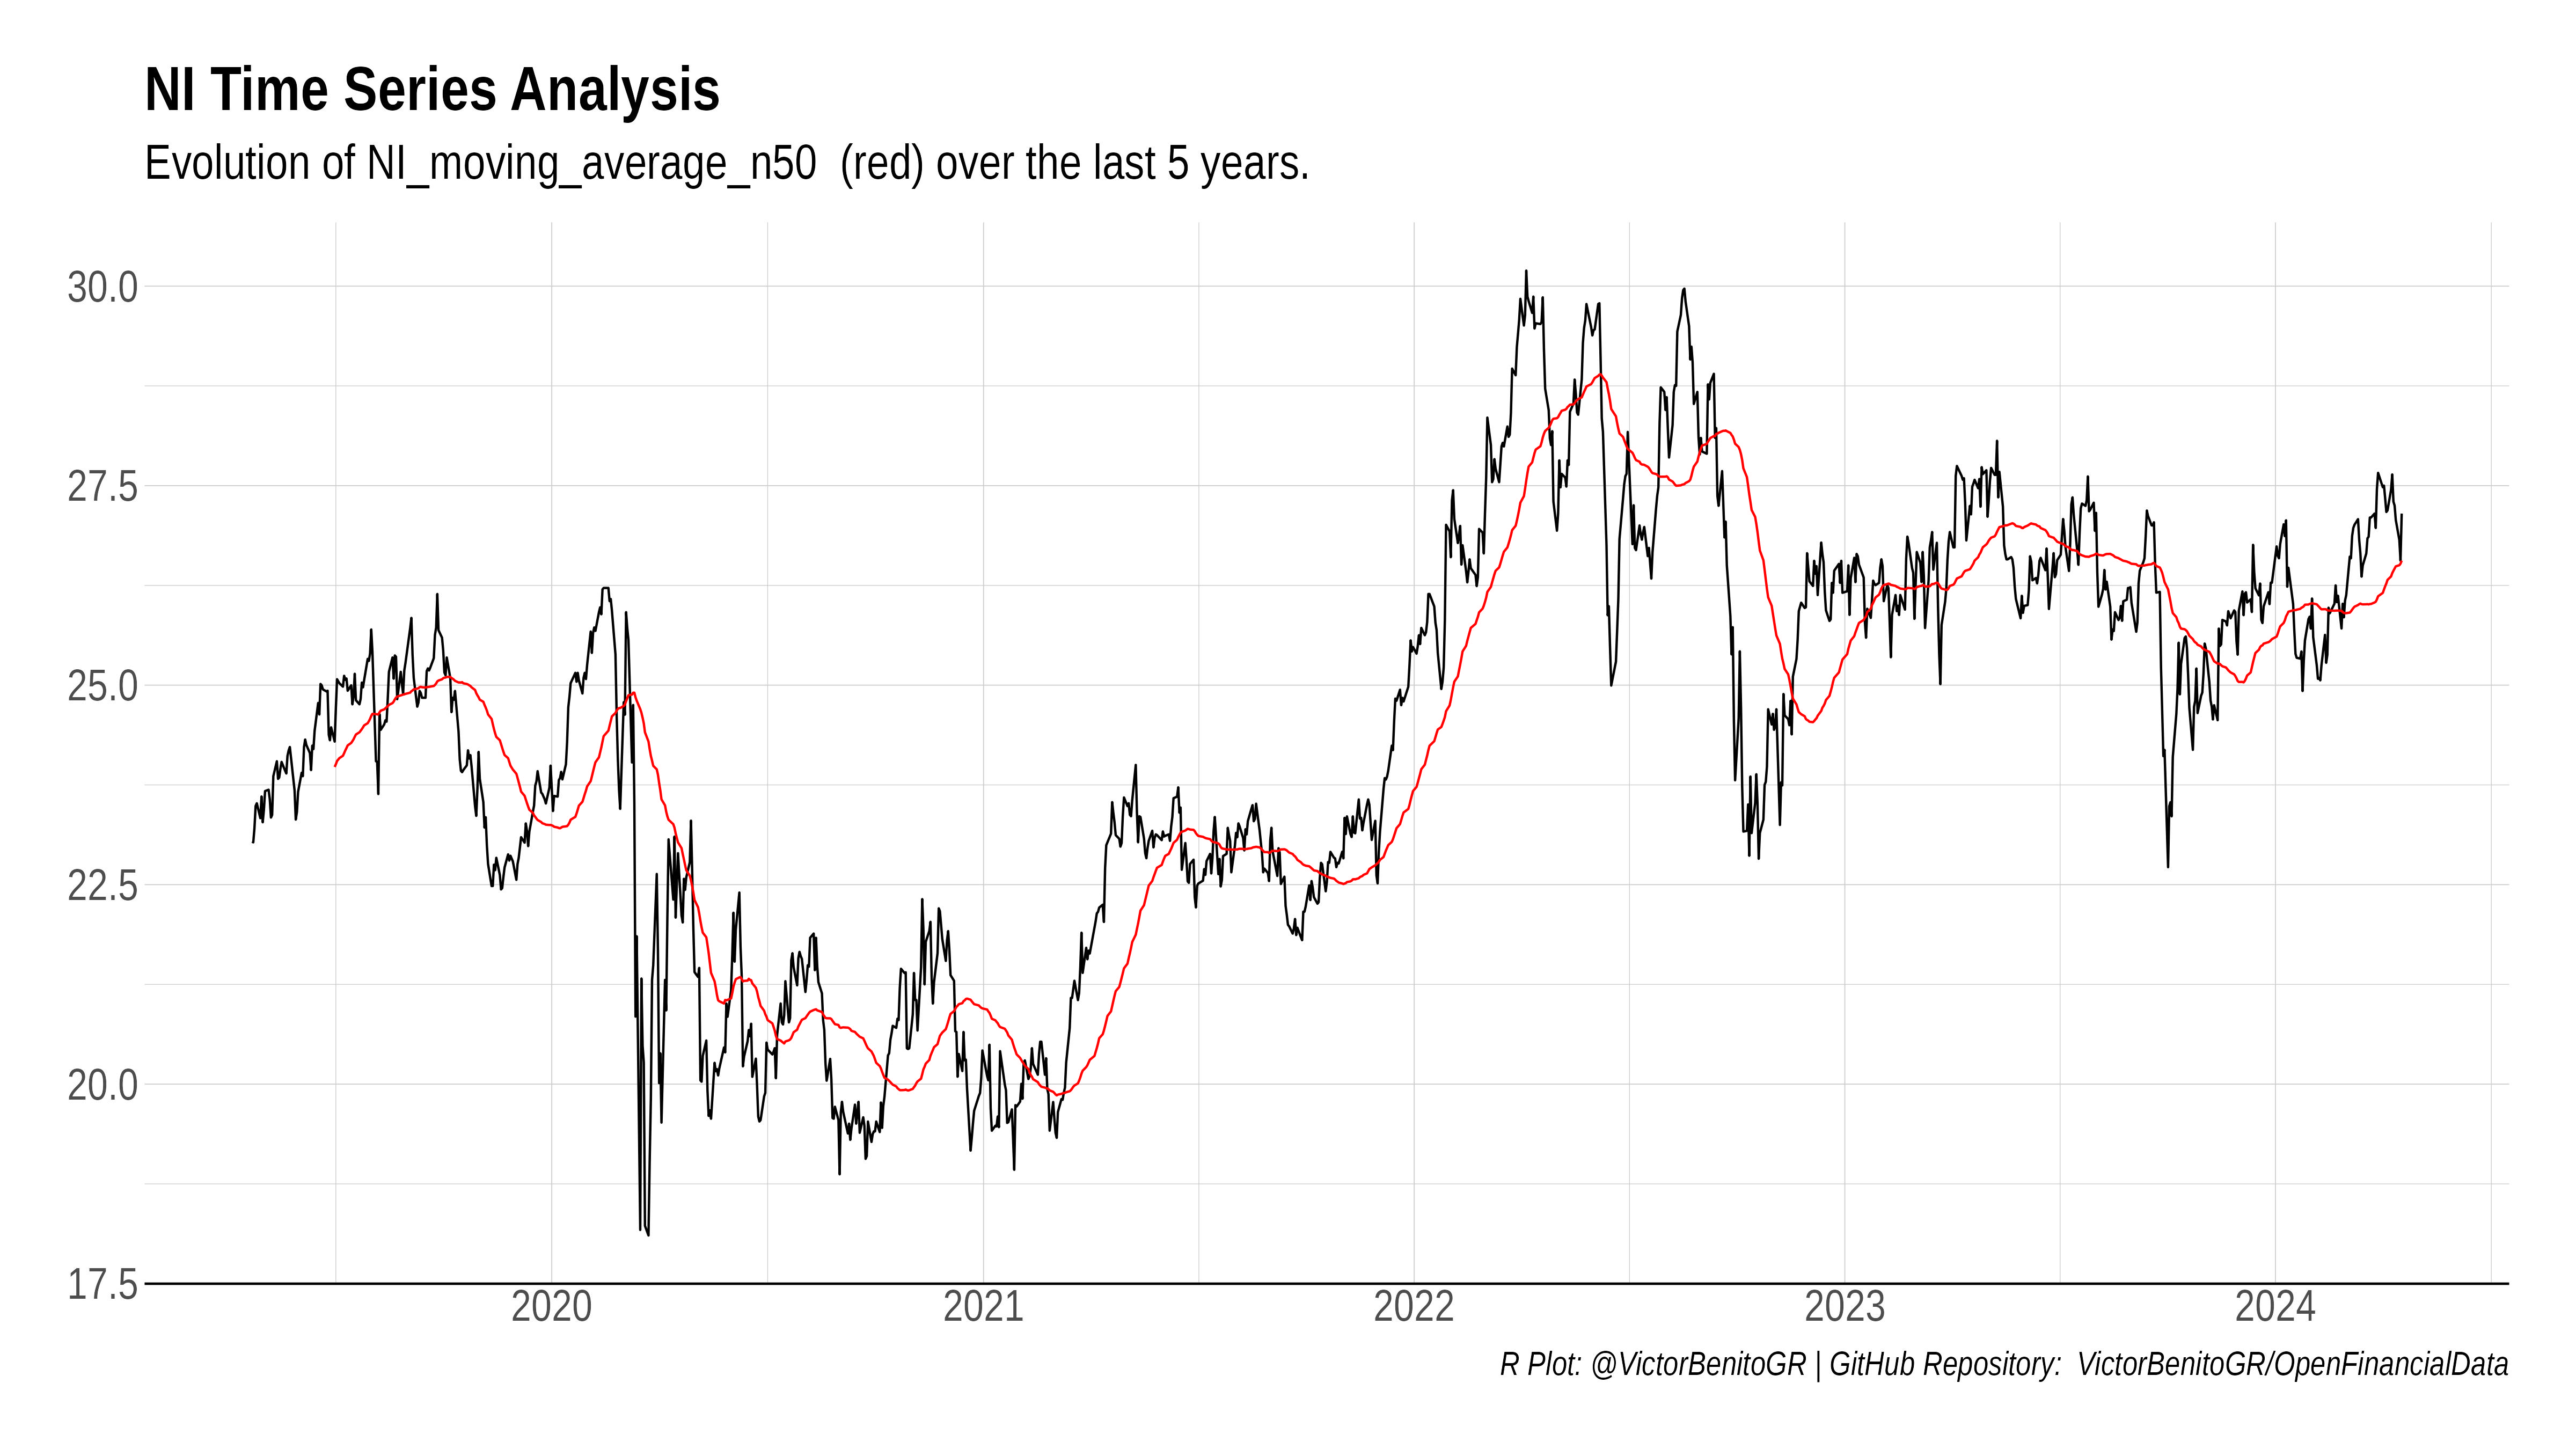 NI Time Series Analysis
Evolution of NI_moving_average_n50  (red) over the last 5 years.
30.0
27.5
25.0
22.5
20.0
17.5
2020 2021 2022 2023 2024
R Plot: @VictorBenitoGR | GitHub Repository:  VictorBenitoGR/OpenFinancialData